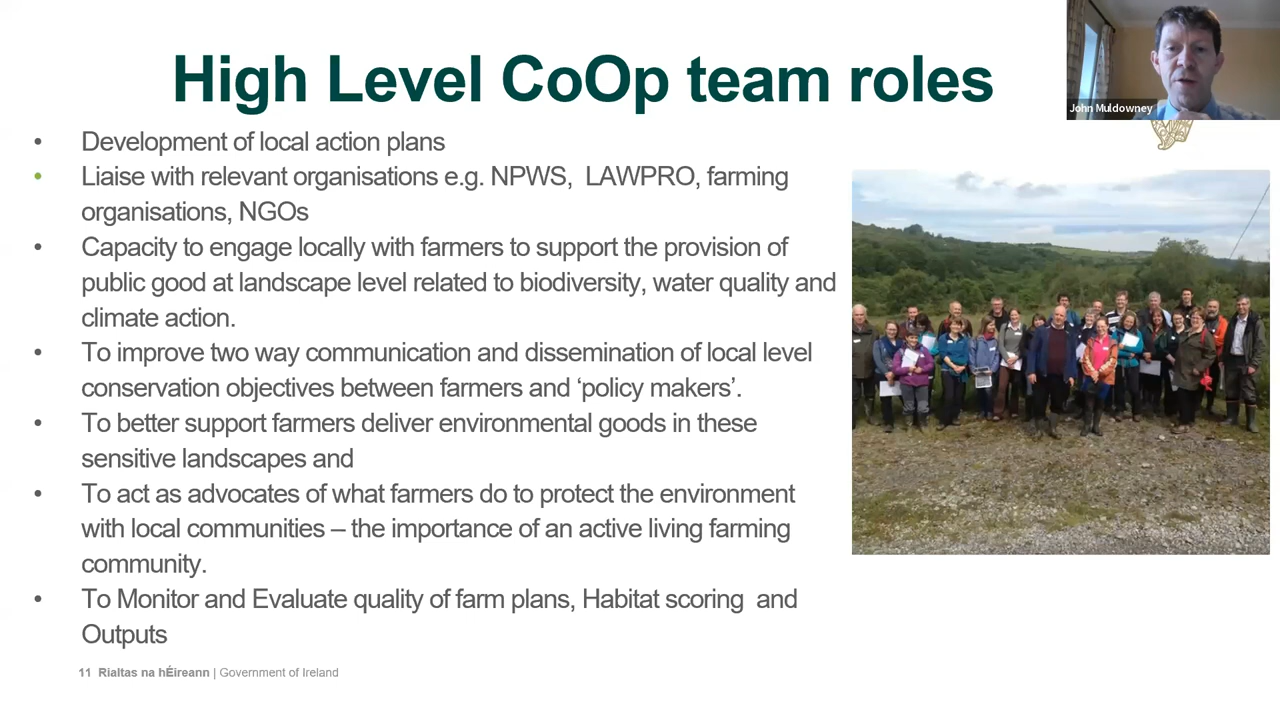 High Level CoOp team roles
John Muldowney
• Development of local action plans
• Liaise with relevant organisations e.g. NPWS, LAWPRO, farming
organisations, NGOs
• Capacity to engage locally with farmers to support the provision of
public good at landscape level related to biodiversity, water quality and
climate action.
• To improve two way communication and dissemination of local level
conservation objectives between farmers and ‘policy makers’.
• To better support farmers deliver environmental goods in these
sensitive landscapes and
• To act as advocates of what farmers do to protect the environment
with local communities – the importance of an active living farming
community.
• To Monitor and Evaluate quality of farm plans, Habitat scoring and
Outputs
11 Rialtas na hÉireann | Government of Ireland